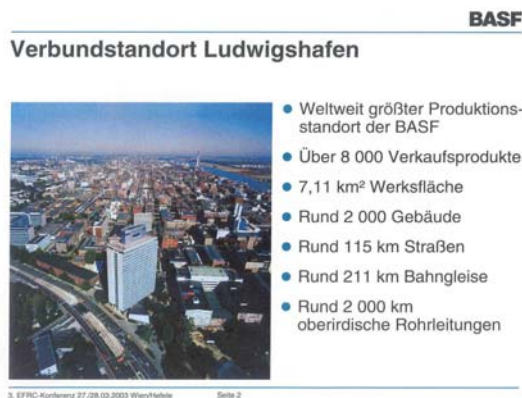 BASF
Verbundstandort Ludwigshafen
Weltweit größter Produktions-
standort der BASF
Über 8 000 Verkaufsprodukte
7,11 km² Werksfläche
Rund 2 000 Gebäude
Rund 115 km Straßen
Rund 211 km Bahngleise
Rund 2 000 km
oberirdische Rohrleitungen
3. EFRC-Konferenz 27./28.03.2003 Wien/Hafele Seite 2